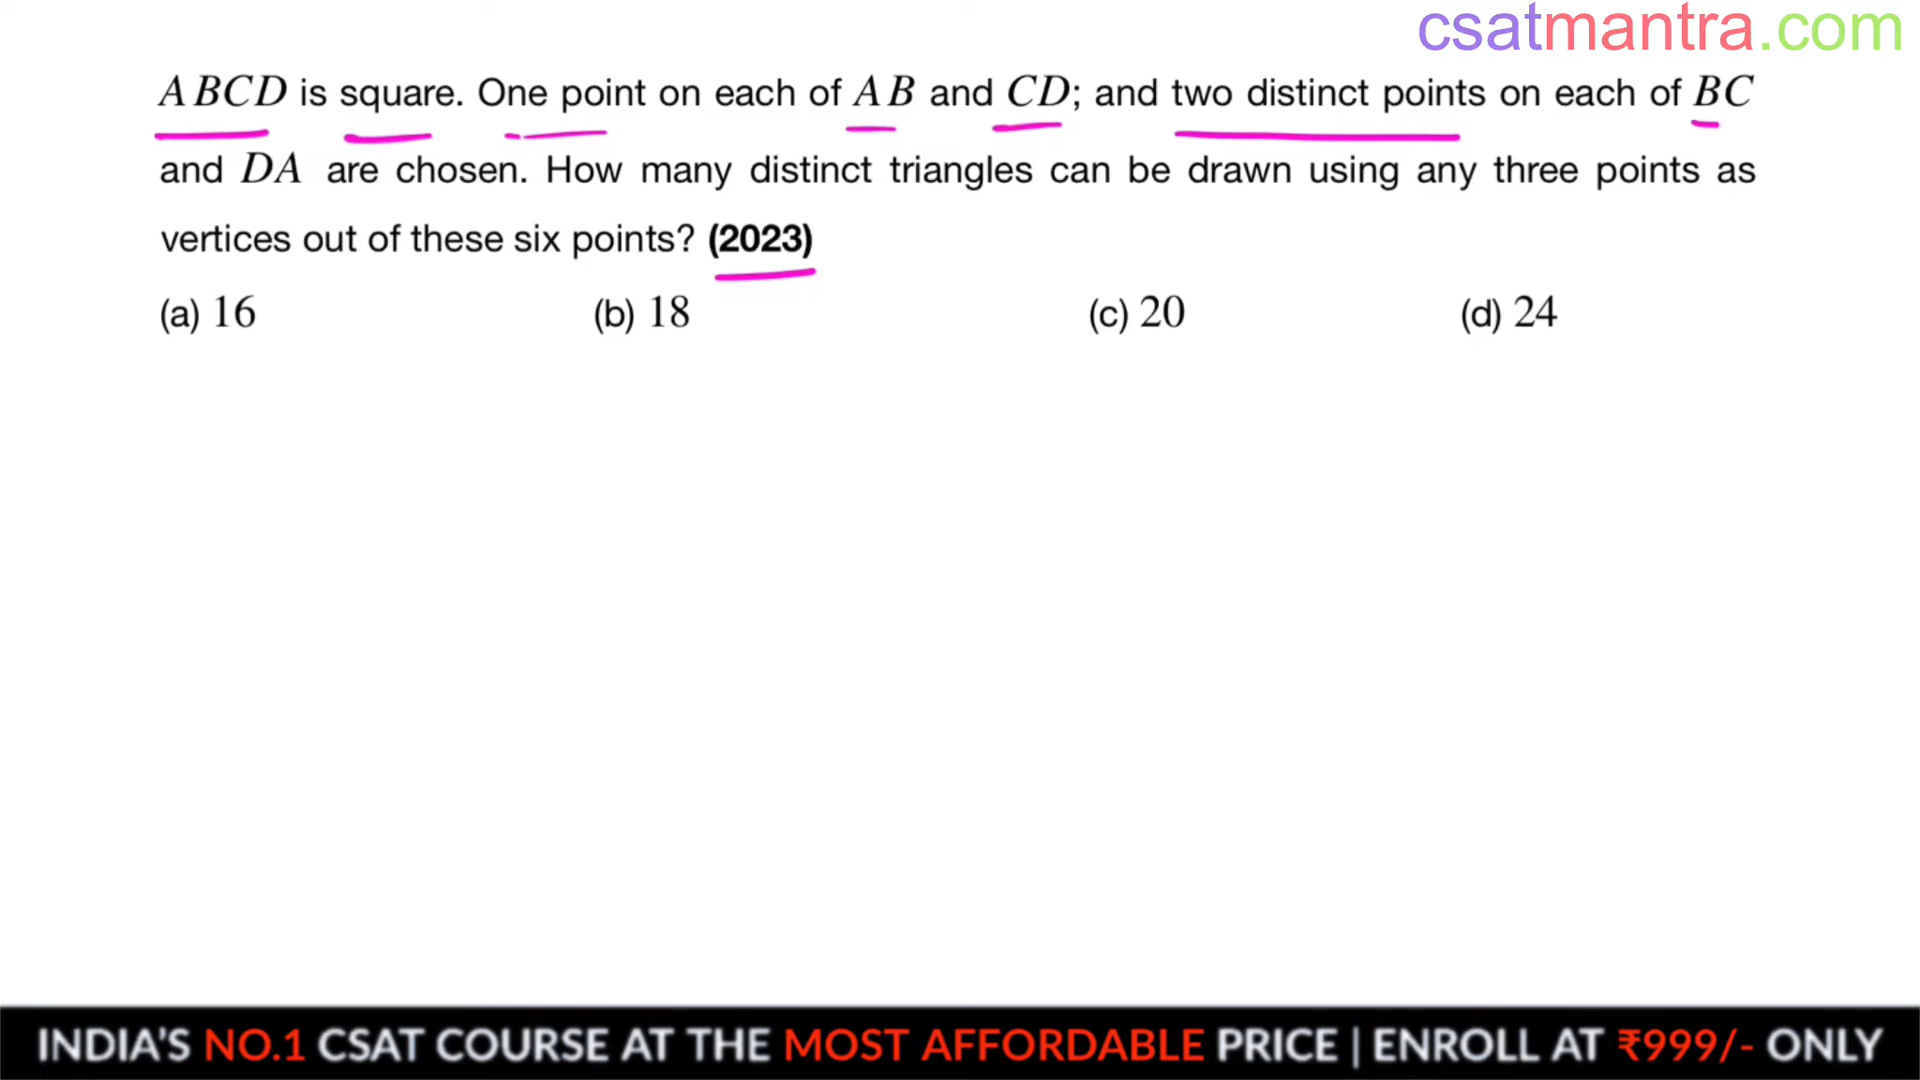 csatmantra.com
ABCD is square. One point on each of AB and CD; and two distinct points on each of BC
and DA are chosen. How many distinct triangles can be drawn using any three points as
vertices out of these six points? (2023)
(a) 16 (b) 18 (c) 20 (d) 24
INDIA'S NO.1 CSAT COURSE AT THE MOST AFFORDABLE PRICE | ENROLL AT ₹999/- ONLY